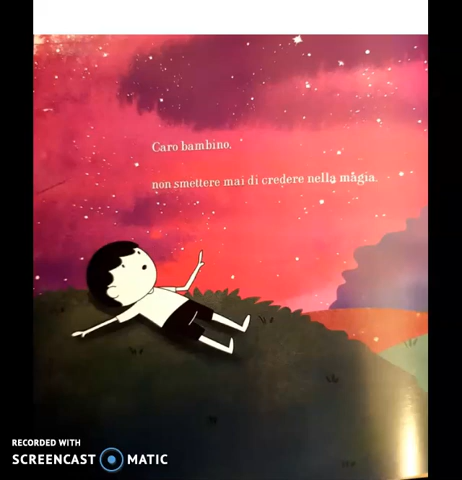 Caro bambino,
non smettere mai di credere nella magia.
RECORDED WITH
SCREENCAST MATIC